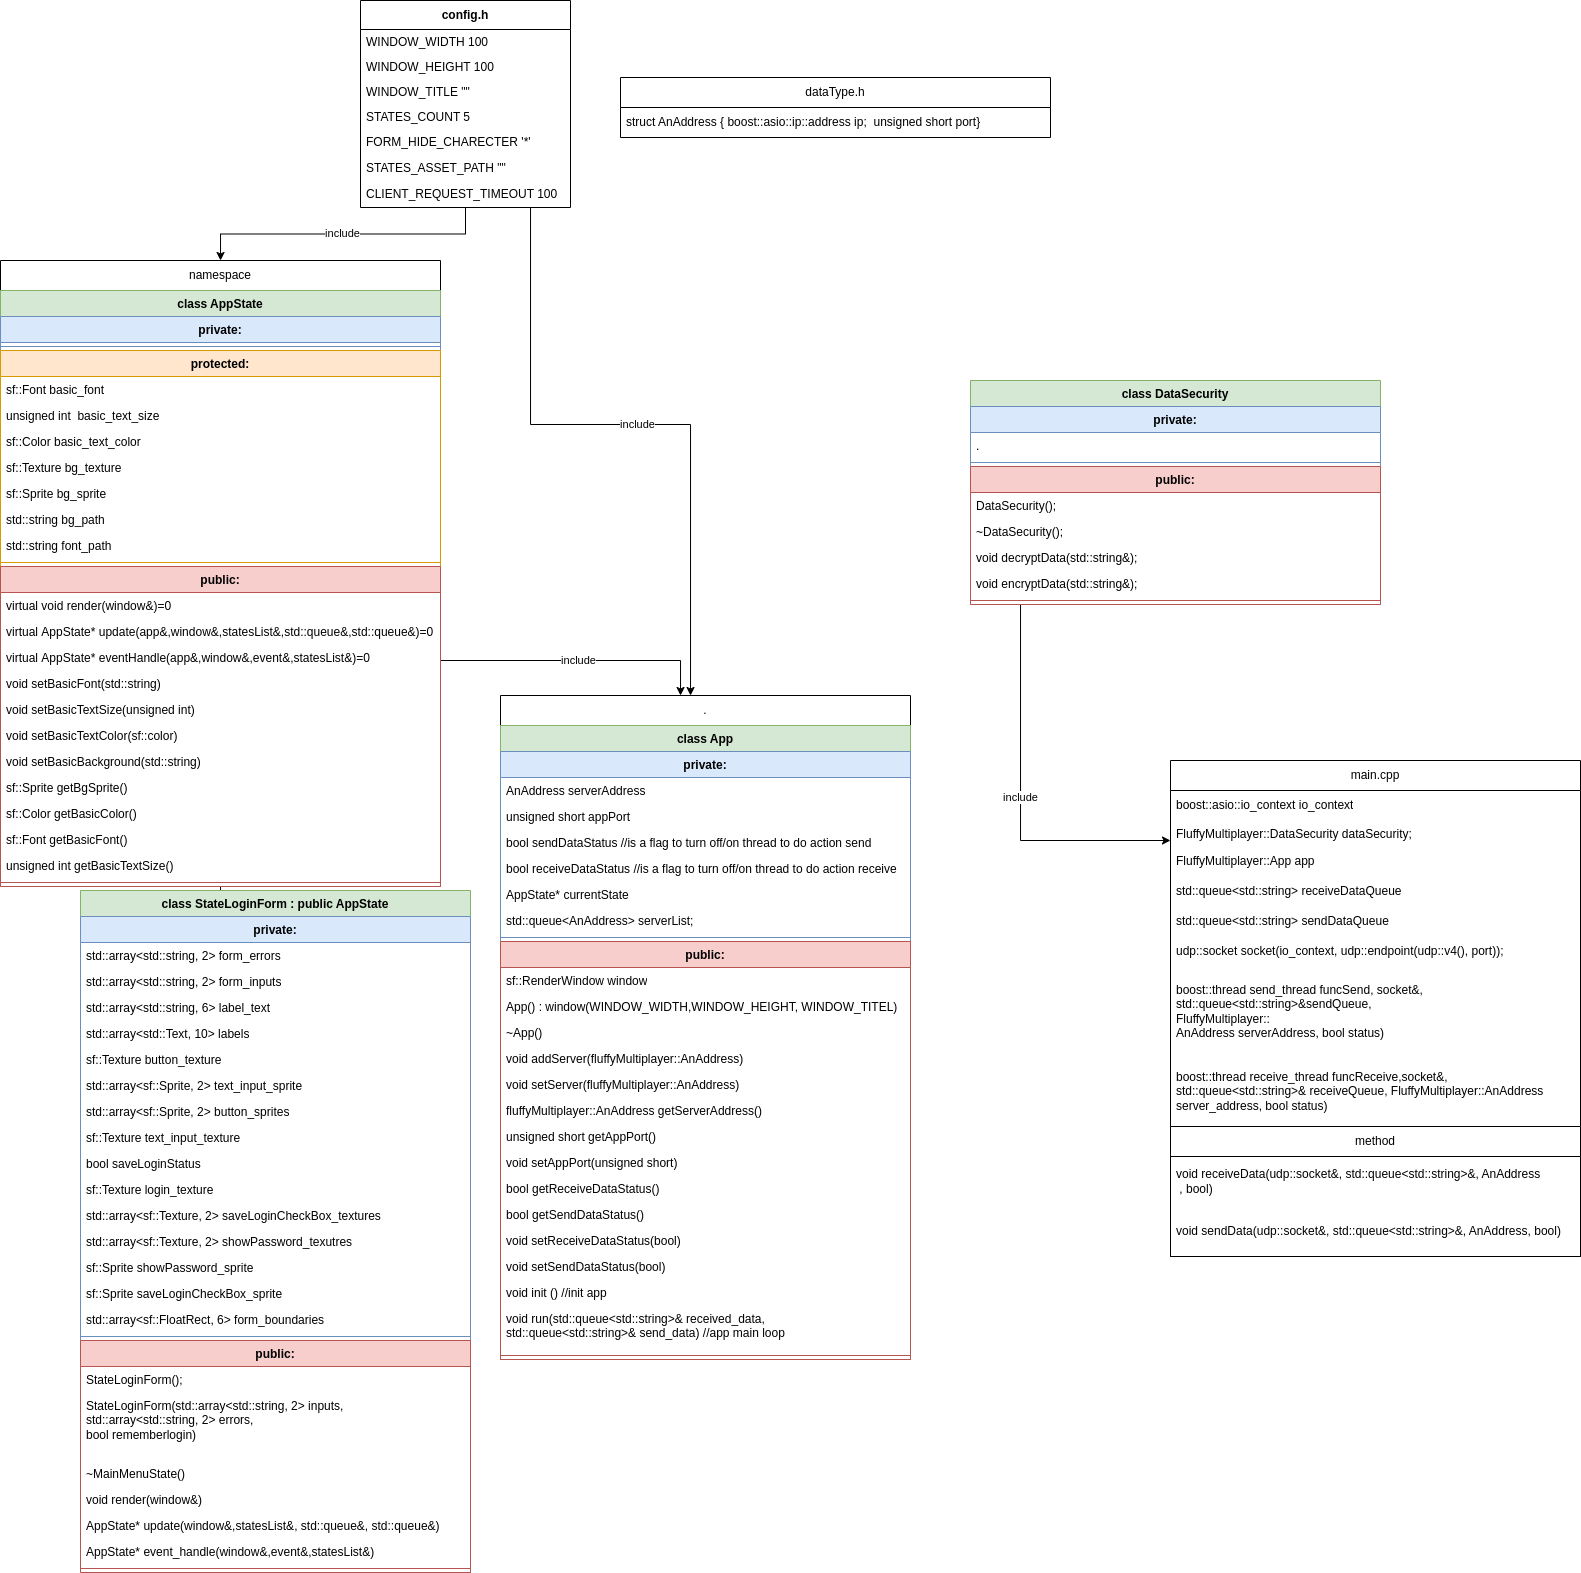 config.h
WINDOW_WIDTH 100
WINDOW_HEIGHT 100
WINDOW_TITLE ""
STATES_COUNT 5
FORM_HIDE_CHARECTER '*'
STATES_ASSET_PATH ""
CLIENT_REQUEST_TIMEOUT 100
dataType.h
struct AnAddress { boost::asio::ip::address ip;  unsigned short port}
include
namespace
class AppState
private:
protected:
sf::Font basic_font
unsigned int  basic_text_size
sf::Color basic_text_color
sf::Texture bg_texture
sf::Sprite bg_sprite
std::string bg_path
std::string font_path
public:
virtual void render(window&)=0
virtual AppState* update(app&,window&,statesList&,std::queue&,std::queue&)=0
virtual AppState* eventHandle(app&,window&,event&,statesList&)=0
void setBasicFont(std::string)
void setBasicTextSize(unsigned int)
void setBasicTextColor(sf::color)
void setBasicBackground(std::string)
sf::Sprite getBgSprite()
sf::Color getBasicColor()
sf::Font getBasicFont()
unsigned int getBasicTextSize()
include
include
class StateLoginForm : public AppState
private:
std::array<std::string, 2> form_errors
std::array<std::string, 2> form_inputs
std::array<std::string, 6> label_text
std::array<std::Text, 10> labels
sf::Texture button_texture
std::array<sf::Sprite, 2> text_input_sprite
std::array<sf::Sprite, 2> button_sprites
sf::Texture text_input_texture
bool saveLoginStatus
sf::Texture login_texture
std::array<sf::Texture, 2> saveLoginCheckBox_textures
std::array<sf::Texture, 2> showPassword_texutres
sf::Sprite showPassword_sprite
sf::Sprite saveLoginCheckBox_sprite
std::array<sf::FloatRect, 6> form_boundaries
public:
StateLoginForm();
StateLoginForm(std::array<std::string, 2> inputs,
std::array<std::string, 2> errors,
bool rememberlogin)
~MainMenuState()
void render(window&)
AppState* update(window&,statesList&, std::queue&, std::queue&)
AppState* event_handle(window&,event&,statesList&)
.
class App
private:
AnAddress serverAddress
unsigned short appPort
bool sendDataStatus //is a flag to turn off/on thread to do action send
bool receiveDataStatus //is a flag to turn off/on thread to do action receive
AppState* currentState
std::queue<AnAddress> serverList;
public:
sf::RenderWindow window
App() : window(WINDOW_WIDTH,WINDOW_HEIGHT, WINDOW_TITEL)
~App()
void addServer(fluffyMultiplayer::AnAddress)
void setServer(fluffyMultiplayer::AnAddress)
fluffyMultiplayer::AnAddress getServerAddress()
unsigned short getAppPort()
void setAppPort(unsigned short)
bool getReceiveDataStatus()
bool getSendDataStatus()
void setReceiveDataStatus(bool)
void setSendDataStatus(bool)
void init () //init app
void run(std::queue<std::string>& received_data,
std::queue<std::string>& send_data) //app main loop
class DataSecurity
private:
.
public:
DataSecurity();
~DataSecurity();
void decryptData(std::string&);
void encryptData(std::string&);
include
main.cpp
boost::asio::io_context io_context
FluffyMultiplayer::DataSecurity dataSecurity;
FluffyMultiplayer::App app
std::queue<std::string> receiveDataQueue
std::queue<std::string> sendDataQueue
udp::socket socket(io_context, udp::endpoint(udp::v4(), port));
boost::thread send_thread funcSend, socket&,
std::queue<std::string>&sendQueue,
FluffyMultiplayer::
AnAddress serverAddress, bool status)
boost::thread receive_thread funcReceive,socket&,
std::queue<std::string>& receiveQueue, FluffyMultiplayer::AnAddress
server_address, bool status)
method
void receiveData(udp::socket&, std::queue<std::string>&, AnAddress
, bool)
void sendData(udp::socket&, std::queue<std::string>&, AnAddress, bool)